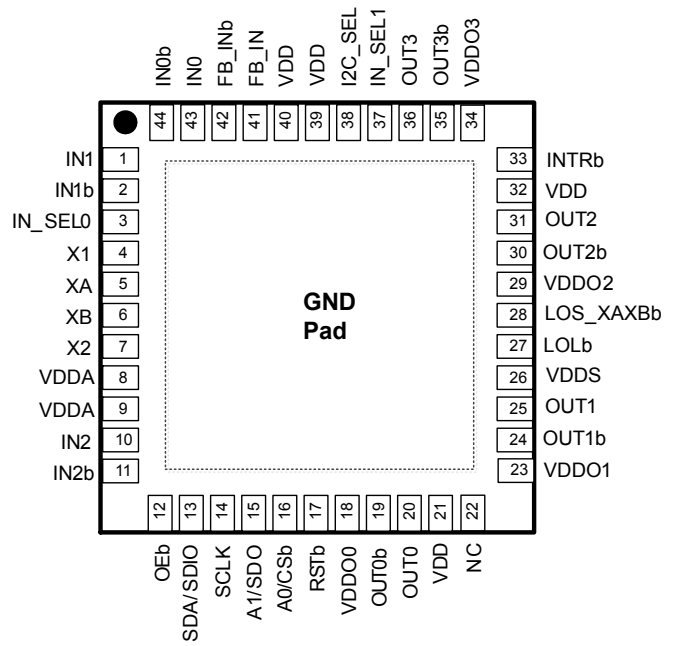 IN0b
IN0
FB_INb
FB_IN
VDD
VDD
I2C_SEL
IN_SEL1
OUT3
OUT3b
VDDO3
44
43
42
41
40
39
38
37
36
35
34
IN1 1
IN1b 2
IN_SEL0 3
X1 4
XA 5
XB 6
X2 7
VDDA 8
VDDA 9
IN2 10
IN2b 11
GND
Pad
33 INTRb
32 VDD
31 OUT2
30 OUT2b
29 VDDO2
28 LOS_XAXBb
27 LOLb
26 VDDS
25 OUT1
24 OUT1b
23 VDDO1
12
13
14
15
16
17
18
19
20
21
22
OEb
SDA/SDIO
SCLK
A1/SDO
A0/CSb
RSTb
VDDO0
OUT0b
OUT0
VDD
NC